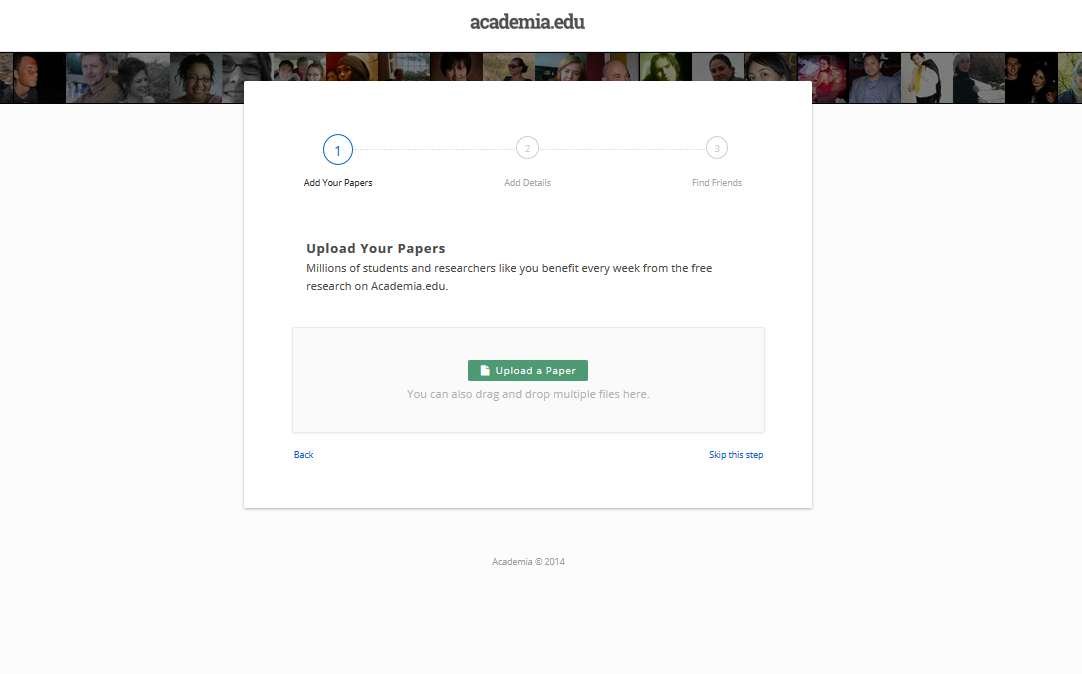 academia.edu
1
2
3
Add Your Papers
Add Details
Find Friends
Upload Your Papers
Millions of students and researchers like you benefit every week from the free
research on Academia.edu.
Upload a Paper
You can also drag and drop multiple files here.
Back
Skip this step
Academia © 2014